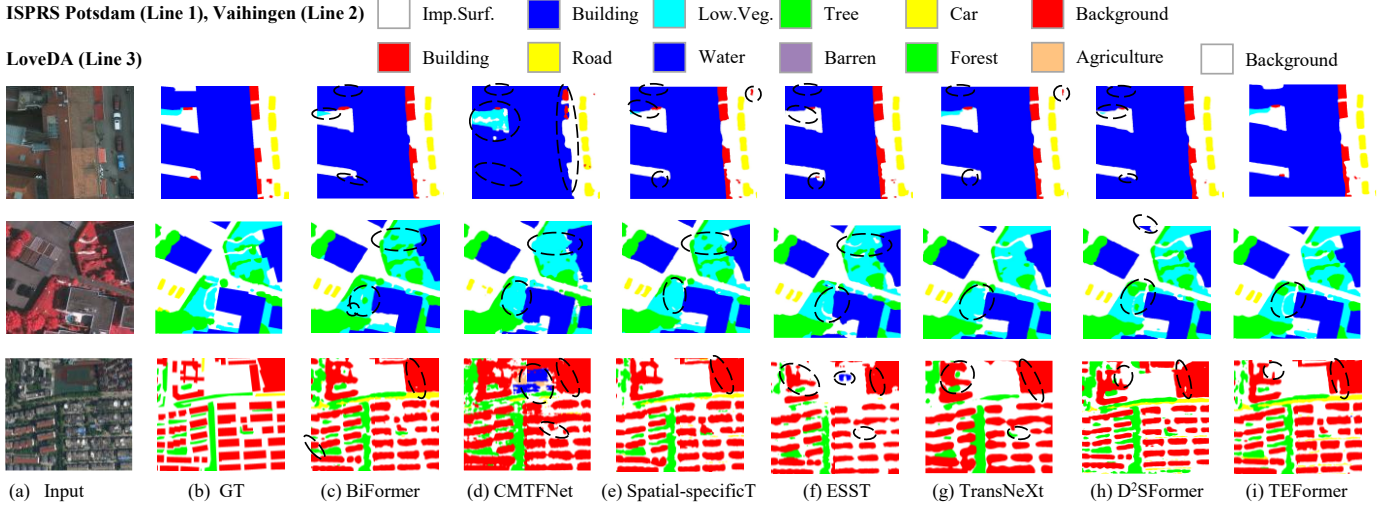 ISPRS Potsdam (Line 1), Vaihingen (Line 2) Imp.Surf. Building Low.Veg. Tree Car Background
LoveDA (Line 3) Building Road Water Barren Forest Agriculture Background
(a) Input (b) GT (c) BiFormer (d) CMTFNet (e) Spatial-specificT (f) ESST (g) TransNeXt (h) D²SFormer (i) TEFormer